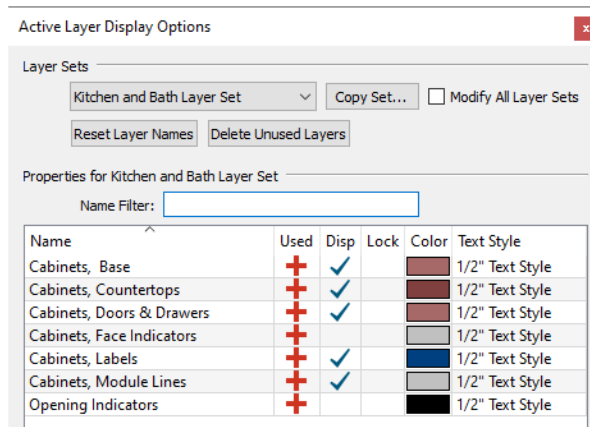 Active Layer Display Options
x
Layer Sets
Kitchen and Bath Layer Set Copy Set... Modify All Layer Sets
Reset Layer Names Delete Unused Layers
Properties for Kitchen and Bath Layer Set
Name Filter:
Name Used Disp Lock Color Text Style
Cabinets,  Base 1/2" Text Style
Cabinets, Countertops 1/2" Text Style
Cabinets, Doors & Drawers 1/2" Text Style
Cabinets, Face Indicators 1/2" Text Style
Cabinets, Labels 1/2" Text Style
Cabinets, Module Lines 1/2" Text Style
Opening Indicators 1/2" Text Style